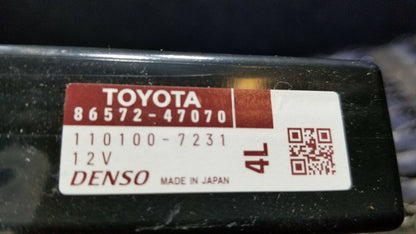 TOYOTA
86572-47070
110100-7231
12V
4L
DENSO MADE IN JAPAN